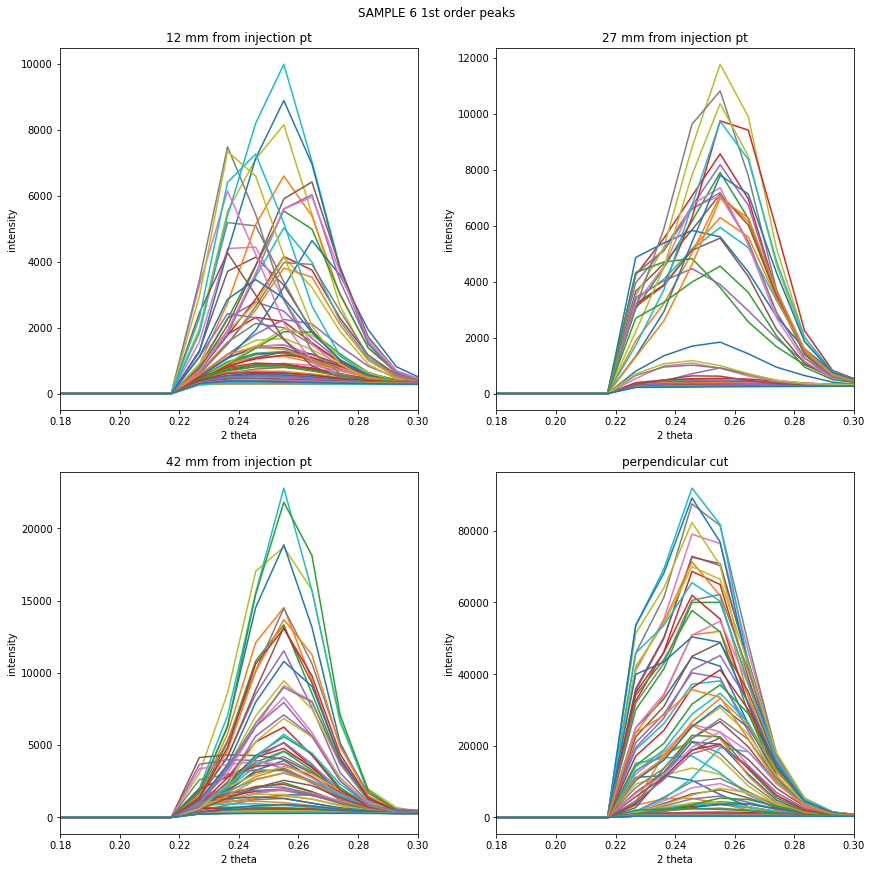 SAMPLE 6 1st order peaks
12 mm from injection pt
intensity
10000
8000
6000
4000
2000
0
0.18 0.20 0.22 0.24 0.26 0.28 0.30
2 theta
27 mm from injection pt
intensity
12000
10000
8000
6000
4000
2000
0
0.18 0.20 0.22 0.24 0.26 0.28 0.30
2 theta
42 mm from injection pt
intensity
20000
15000
10000
5000
0
0.18 0.20 0.22 0.24 0.26 0.28 0.30
2 theta
perpendicular cut
intensity
80000
60000
40000
20000
0
0.18 0.20 0.22 0.24 0.26 0.28 0.30
2 theta